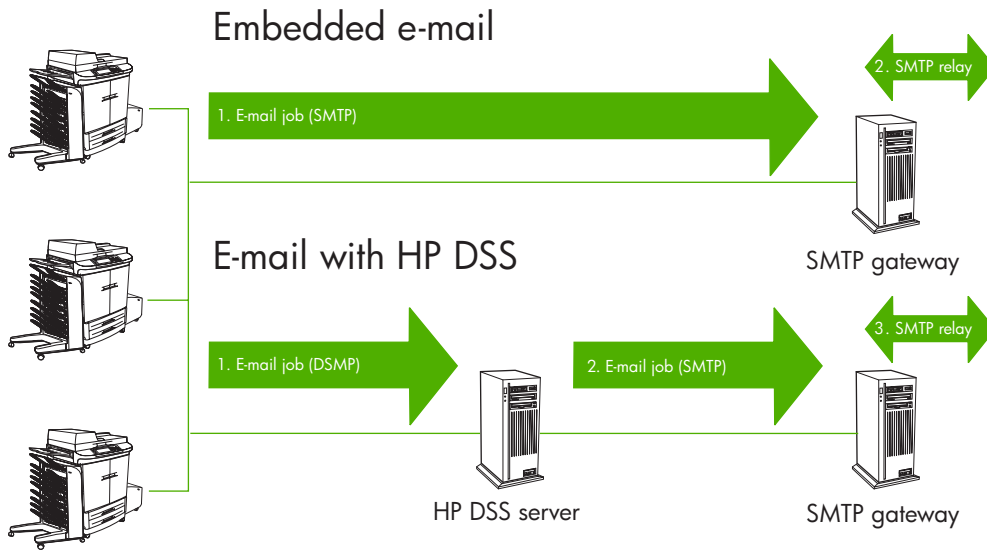 Embedded e-mail
2. SMTP relay
1. E-mail job (SMTP)
SMTP gateway
E-mail with HP DSS
3. SMTP relay
1. E-mail job (DSMP)
2. E-mail job (SMTP)
HP DSS server
SMTP gateway